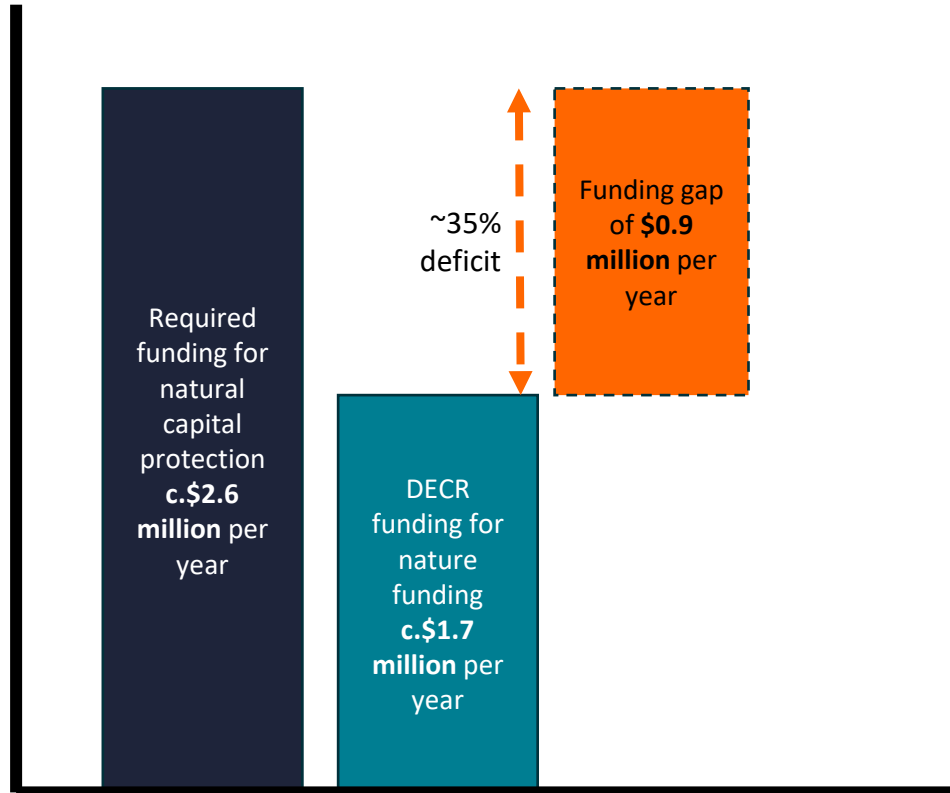 Required
funding for
natural
capital
protection
c.$2.6
million per
year
DECR
funding for
nature
funding
c.$1.7
million per
year
~35%
deficit
Funding gap
of $0.9
million per
year